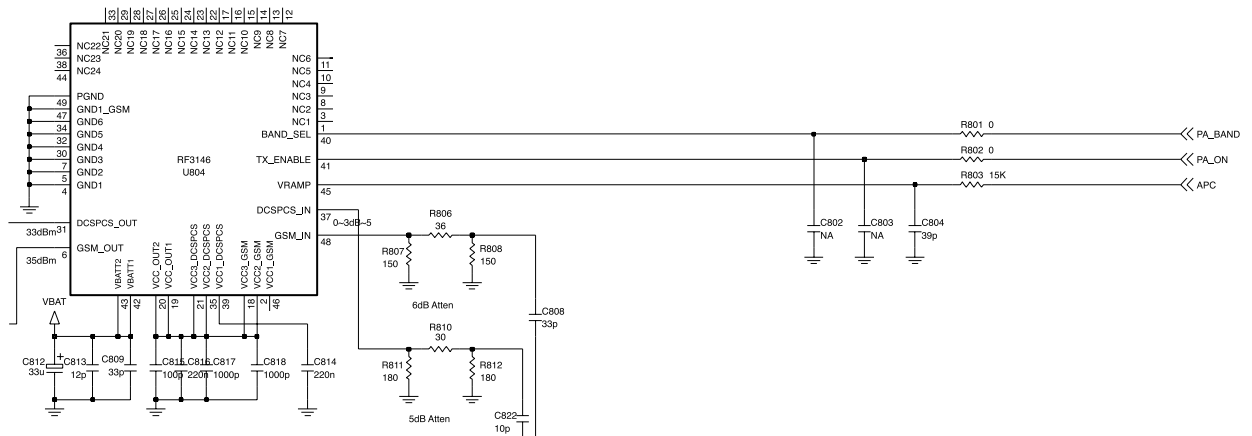 33 29 28 27 26 25 24 23 22 17 16 15 14 13 12
NC21 NC20 NC19 NC18 NC17 NC16 NC15 NC14 NC13 NC12 NC11 NC10 NC9 NC8 NC7
NC22
36
NC23
38
NC24
44
PGND
49
GND1_GSM
47
GND6
34
GND5
32
GND4
30
GND3
7
GND2
5
GND1
4
DCSPCS_OUT
33dBm
31
GSM_OUT
35dBm
6
RF3146
U804
NC6
11
NC5
10
NC4
9
NC3
8
NC2
3
NC1
1
BAND_SEL
40
TX_ENABLE
41
VRAMP
45
DCSPCS_IN
37
0~3dB~5
GSM_IN
48
VBATT2 VBATT1 VCC_OUT2 VCC_OUT1 VCC3_DCSPCS VCC2_DCSPCS VCC1_DCSPCS VCC3_GSM VCC2_GSM VCC1_GSM
43 42 20 19 21 35 39 18 2 46
R801 0
PA_BAND
R802 0
PA_ON
R803 15K
APC
C802
NA
C803
NA
C804
39p
R806
36
R807
150
R808
150
6dB Atten
C808
33p
R810
30
R811
180
R812
180
5dB Atten
C822
10p
VBAT
+
C812
33u
C813
12p
C809
33p
C815
100p
C816
220n
C817
1000p
C818
1000p
C814
220n